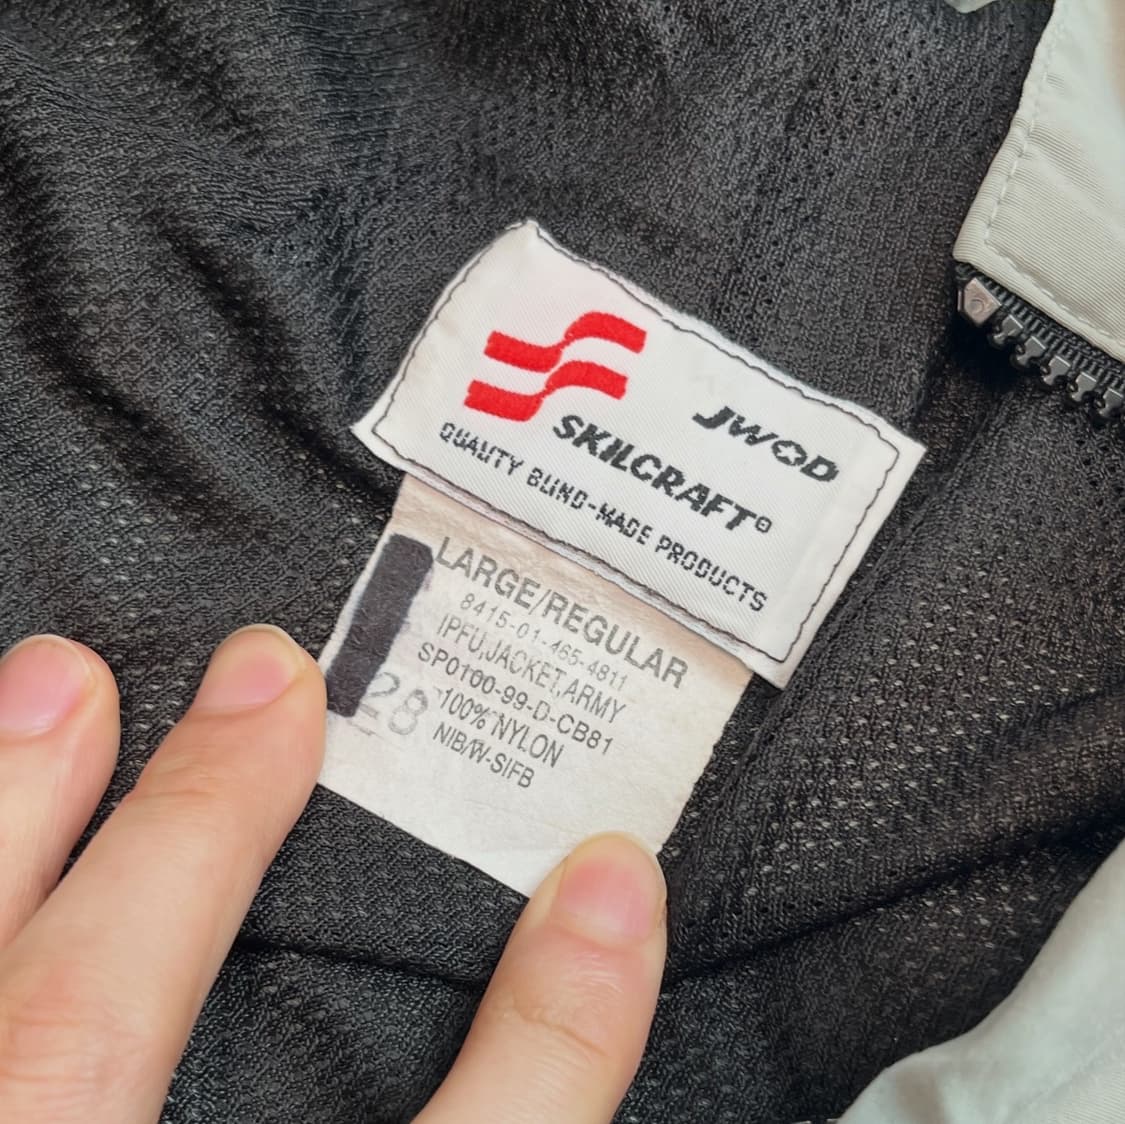 JWOD
SKILCRAFT®
QUALITY BLIND-MADE PRODUCTS
LARGE/REGULAR
8415-01-465-4811
IPFU,JACKET,ARMY
SP0100-99-D-CB81
100% NYLON
NIB/W-SIFB
28